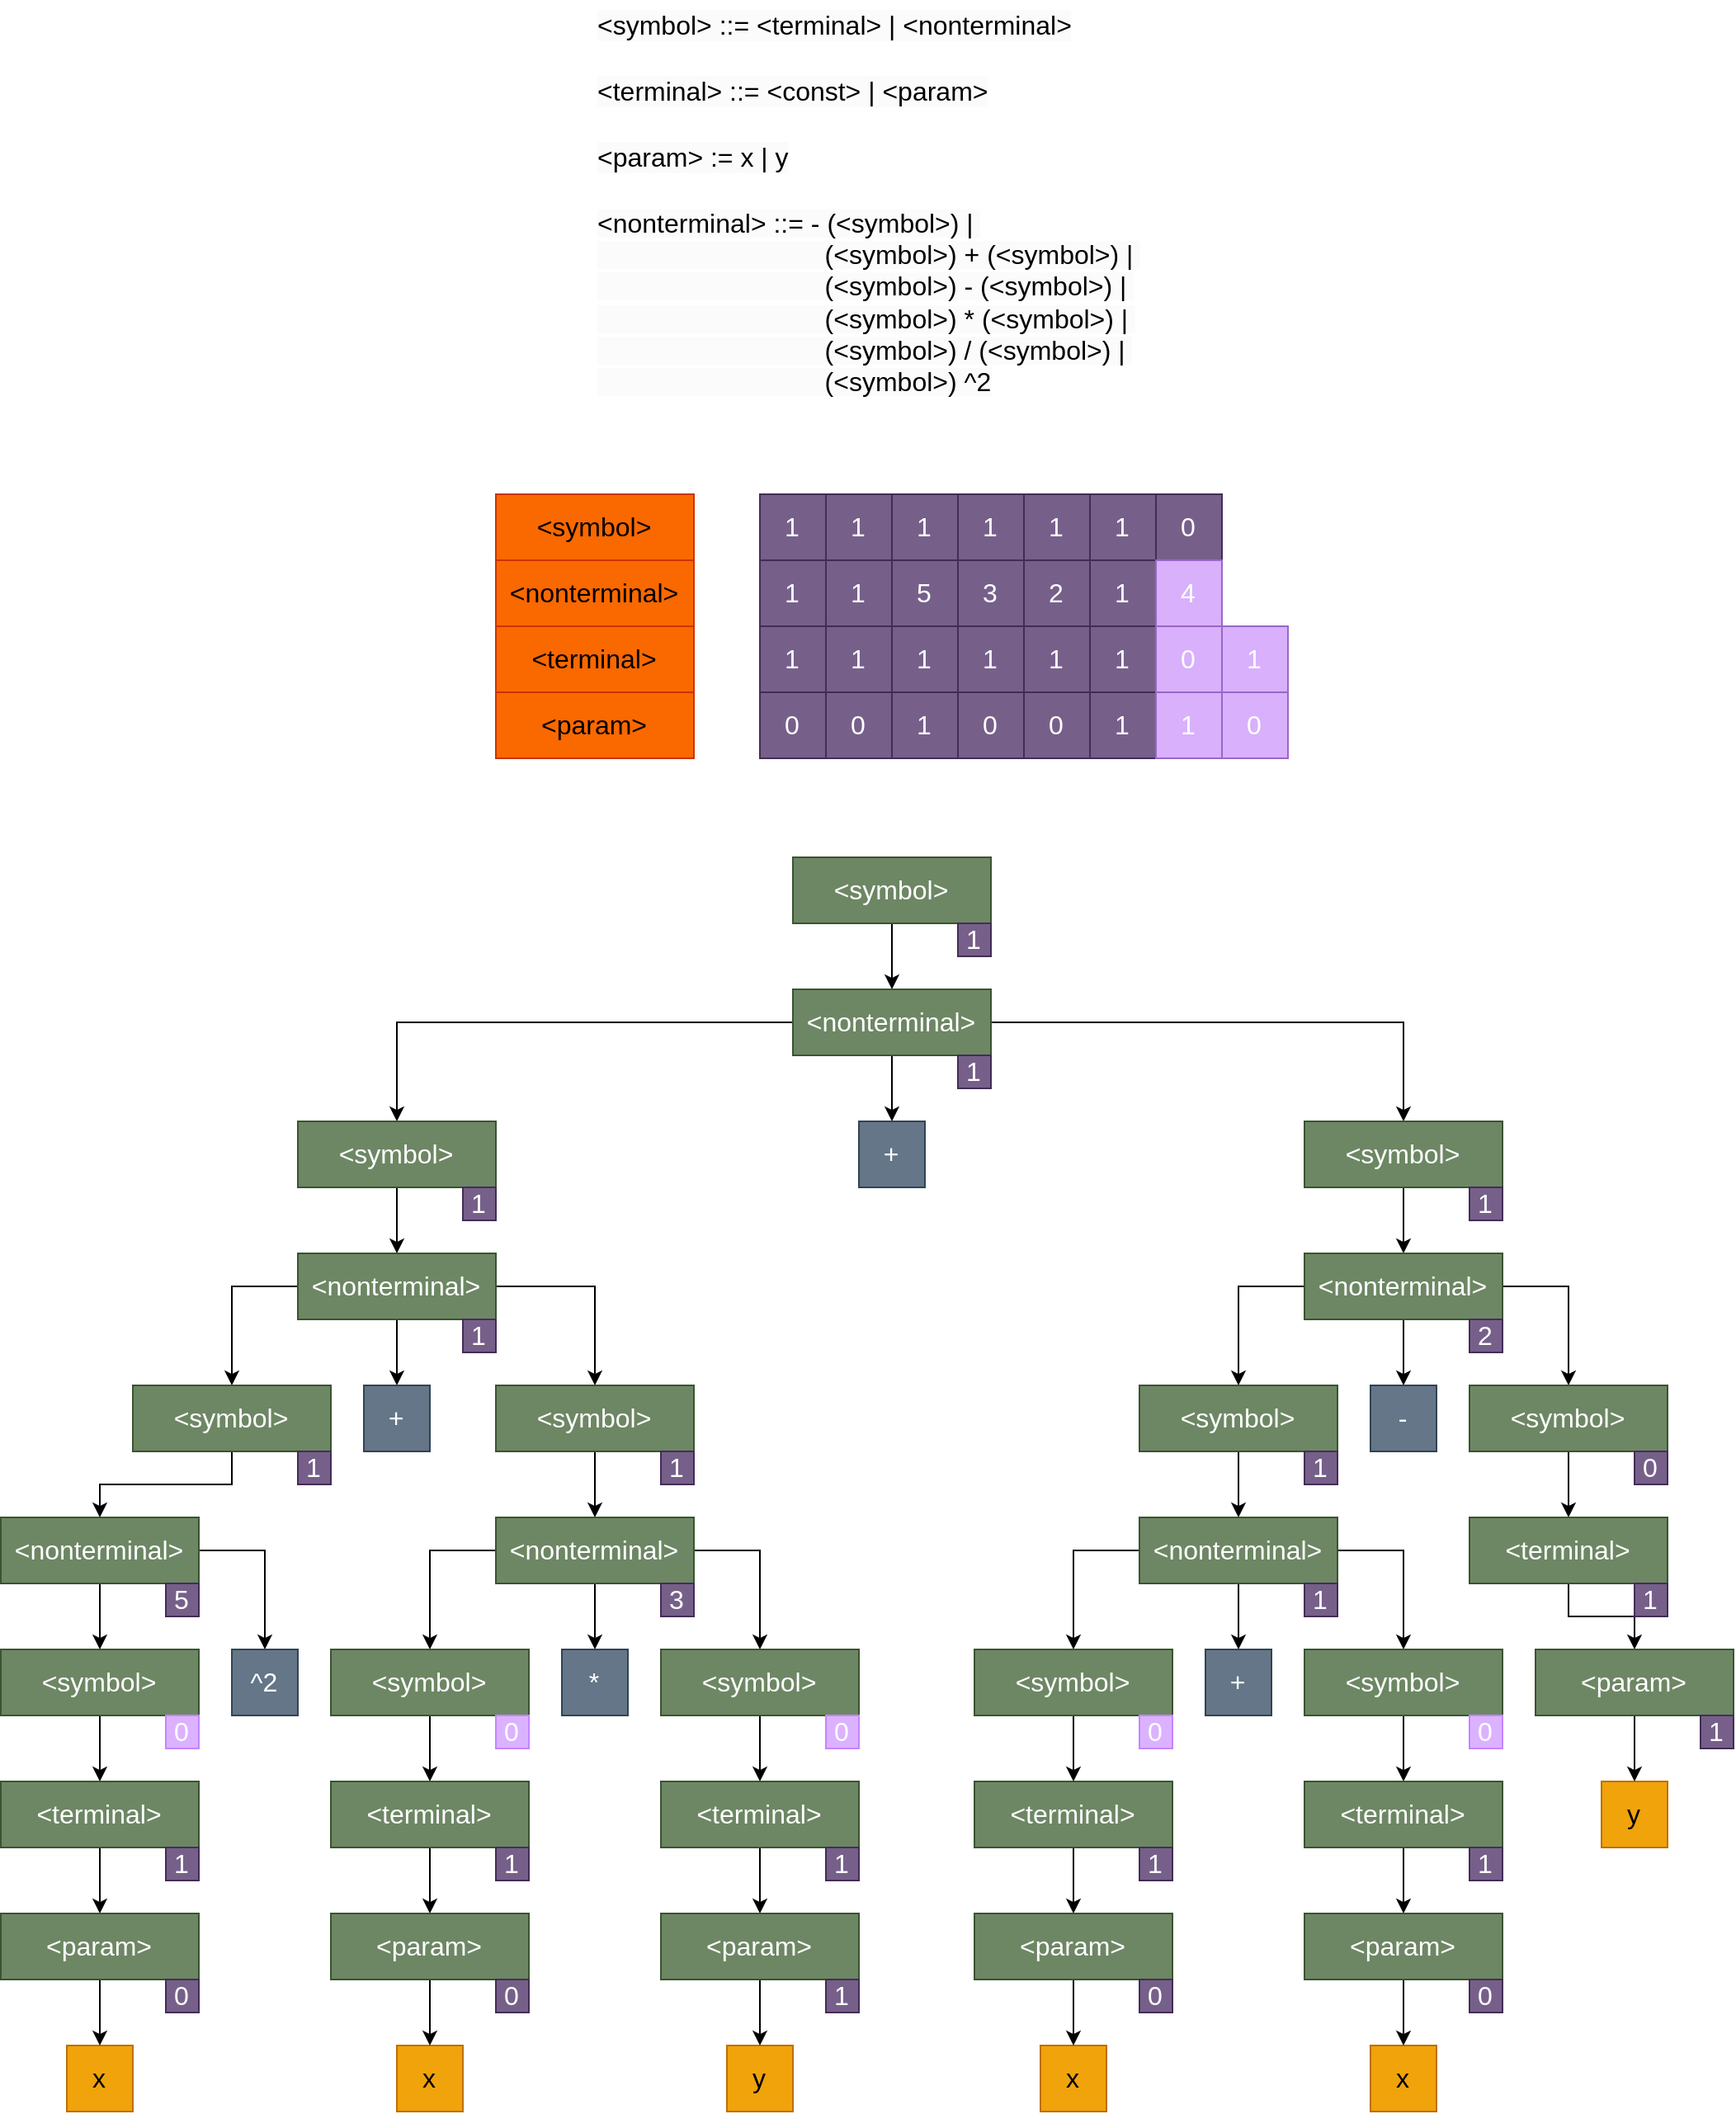 <symbol> ::= <terminal> | <nonterminal>
<terminal> ::= <const> | <param>
<param> := x | y
<nonterminal> ::= - (<symbol>) |
(<symbol>) + (<symbol>) |
(<symbol>) - (<symbol>) |
(<symbol>) * (<symbol>) |
(<symbol>) / (<symbol>) |
(<symbol>) ^2
<symbol> 1 1 1 1 1 1 0
<nonterminal> 1 1 5 3 2 1 4
<terminal> 1 1 1 1 1 1 0 1
<param> 0 0 1 0 0 1 1 0
<symbol>
1
<nonterminal>
1
<symbol> + <symbol>
1 1
<nonterminal> <nonterminal>
1 2
<symbol> + <symbol> <symbol> - <symbol>
1 1 1 0
<nonterminal> <nonterminal> <nonterminal> <terminal>
5 3 1 1
<symbol> ^2 <symbol> * <symbol> <symbol> + <symbol> <param>
0 0 0 0 0 1
<terminal> <terminal> <terminal> <terminal> <terminal> y
1 1 1 1 1
<param> <param> <param> <param> <param>
0 0 1 0 0
x x y x x